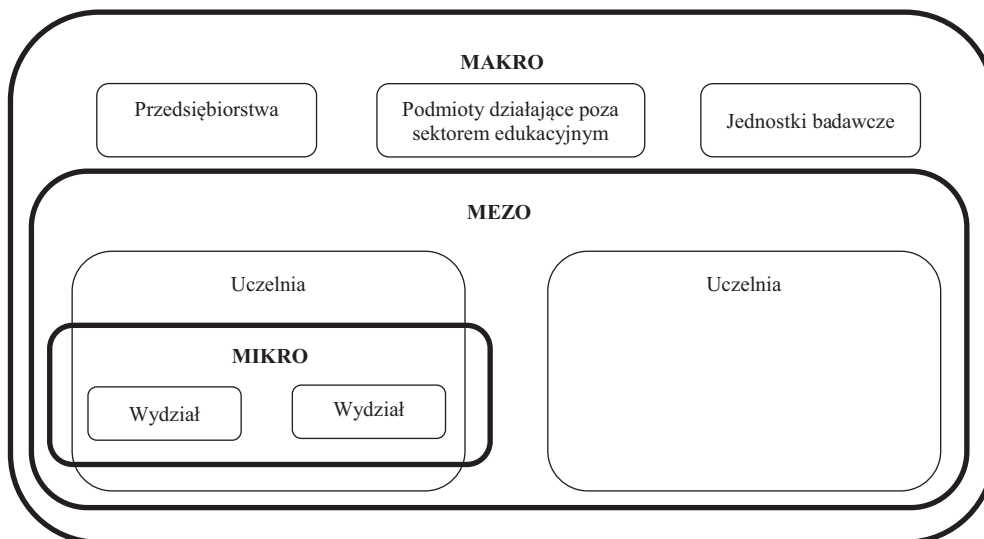 MAKRO
Przedsiębiorstwa
Podmioty działające poza
sektorem edukacyjnym
Jednostki badawcze
MEZO
Uczelnia
Uczelnia
MIKRO
Wydział
Wydział